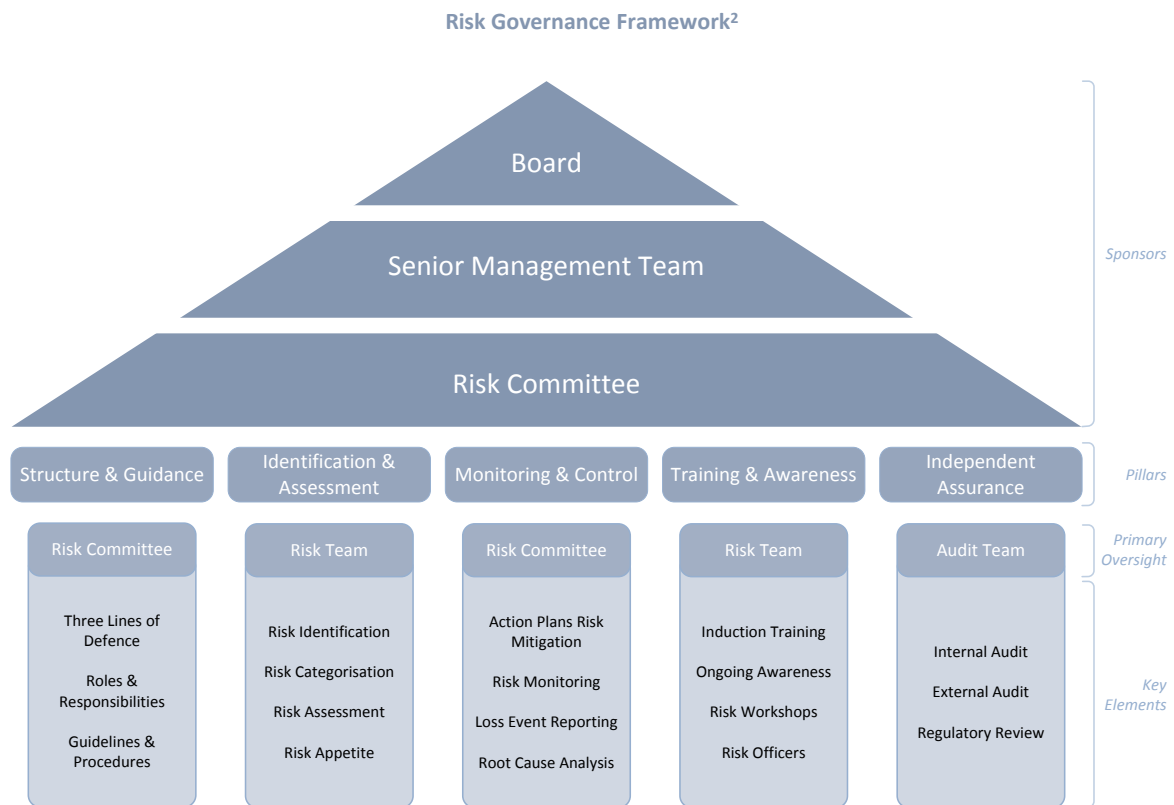 Risk Governance Framework²
Board
Senior Management Team
Risk Committee
Sponsors
Structure & Guidance
Identification &
Assessment
Monitoring & Control
Training & Awareness
Independent
Assurance
Pillars
Risk Committee
Risk Team
Risk Committee
Risk Team
Audit Team
Primary
Oversight
Three Lines of
Defence
Roles &
Responsibilities
Guidelines &
Procedures
Risk Identification
Risk Categorisation
Risk Assessment
Risk Appetite
Action Plans Risk
Mitigation
Risk Monitoring
Loss Event Reporting
Root Cause Analysis
Induction Training
Ongoing Awareness
Risk Workshops
Risk Officers
Internal Audit
External Audit
Regulatory Review
Key
Elements